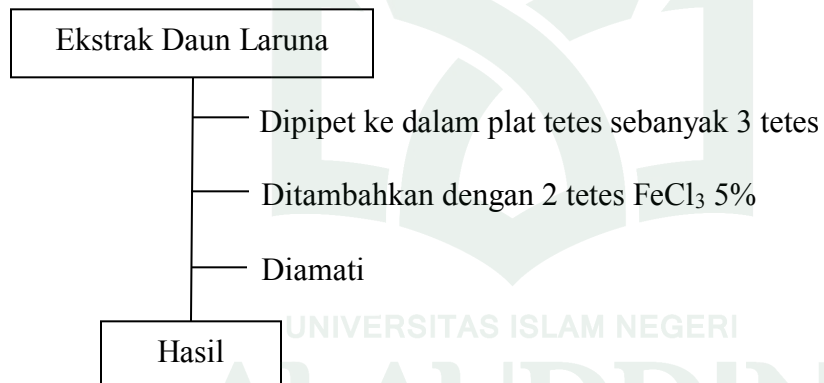 Ekstrak Daun Laruna
Dipipet ke dalam plat tetes sebanyak 3 tetes
Ditambahkan dengan 2 tetes FeCl₃ 5%
Diamati
UNIVERSITAS ISLAM NEGERI
Hasil
ALAUDDIN